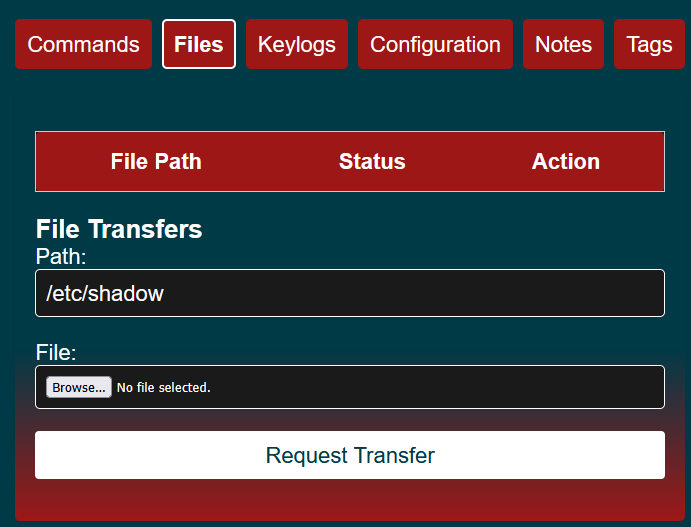 Commands Files Keylogs Configuration Notes Tags
File Path Status Action
File Transfers
Path:
/etc/shadow
File:
Browse... No file selected.
Request Transfer